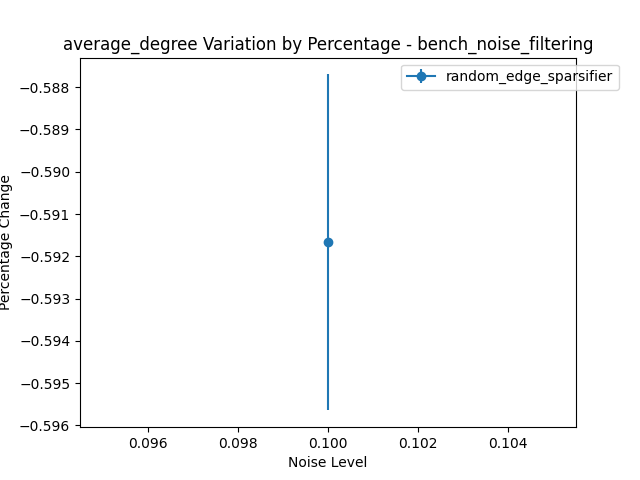 average_degree Variation by Percentage - bench_noise_filtering
random_edge_sparsifier
−0.588
−0.589
−0.590
−0.591
−0.592
−0.593
−0.594
−0.595
−0.596
Percentage Change
0.096 0.098 0.100 0.102 0.104
Noise Level